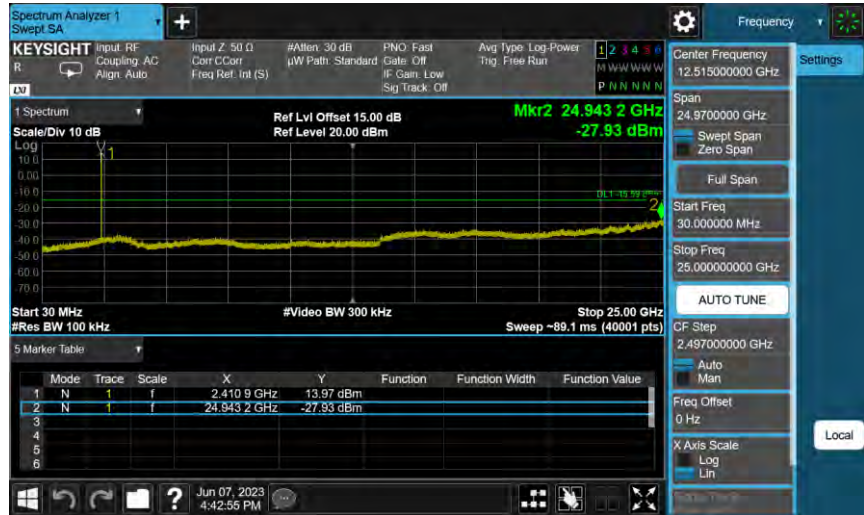 Spectrum Analyzer 1
Swept SA
+
Frequency
KEYSIGHT
R
LXI
Input: RF
Coupling: AC
Align: Auto
Input Z: 50 Ω
Corr CCorr
Freq Ref: Int (S)
#Atten: 30 dB
µW Path: Standard
PNO: Fast
Gate: Off
IF Gain: Low
Sig Track: Off
Avg Type: Log-Power
Trig: Free Run
1 2 3 4 5 6
M W W W W W
P N N N N N
1 Spectrum
Scale/Div 10 dB
Ref Lvl Offset 15.00 dB
Ref Level 20.00 dBm
Mkr2 24.943 2 GHz
-27.93 dBm
Log
10.0
0.00
-10.0
-20.0
-30.0
-40.0
-50.0
-60.0
-70.0
1
2
Start 30 MHz
#Res BW 100 kHz
#Video BW 300 kHz
Stop 25.00 GHz
Sweep ~89.1 ms (40001 pts)
5 Marker Table
Mode Trace Scale X Y Function Function Width Function Value
1 N 1 f 2.410 9 GHz 13.97 dBm
2 N 1 f 24.943 2 GHz -27.93 dBm
3
4
5
6
?
Jun 07, 2023
4:42:55 PM
Center Frequency
12.515000000 GHz
Span
24.9700000 GHz
Swept Span
Zero Span
Full Span
Start Freq
30.000000 MHz
Stop Freq
25.000000000 GHz
AUTO TUNE
CF Step
2.497000000 GHz
Auto
Man
Freq Offset
0 Hz
X Axis Scale
Log
Lin
Settings
Local